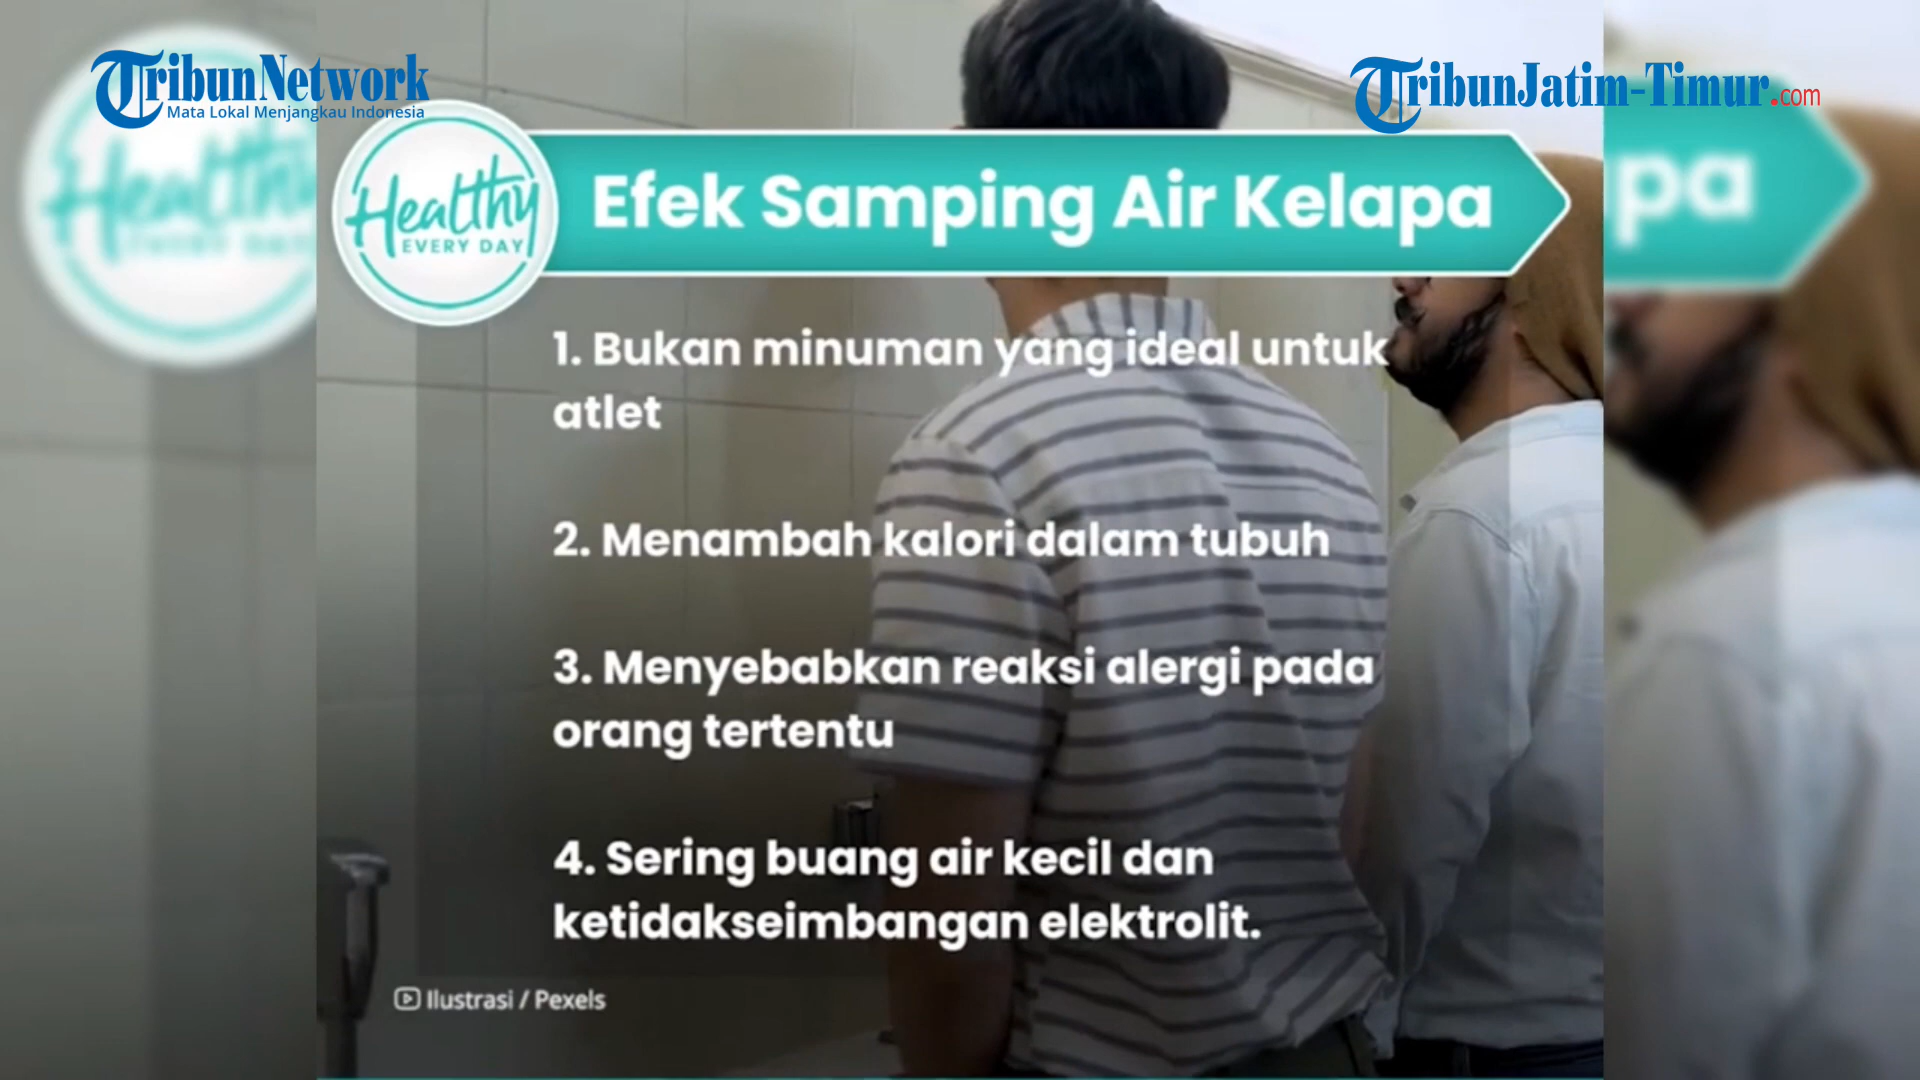 TribunNetwork
Mata Lokal Menjangkau Indonesia
TribunJatim-Timur.com
Healthy
EVERY DAY
Efek Samping Air Kelapa
1. Bukan minuman yang ideal untuk
atlet
2. Menambah kalori dalam tubuh
3. Menyebabkan reaksi alergi pada
orang tertentu
4. Sering buang air kecil dan
ketidakseimbangan elektrolit.
Ilustrasi / Pexels